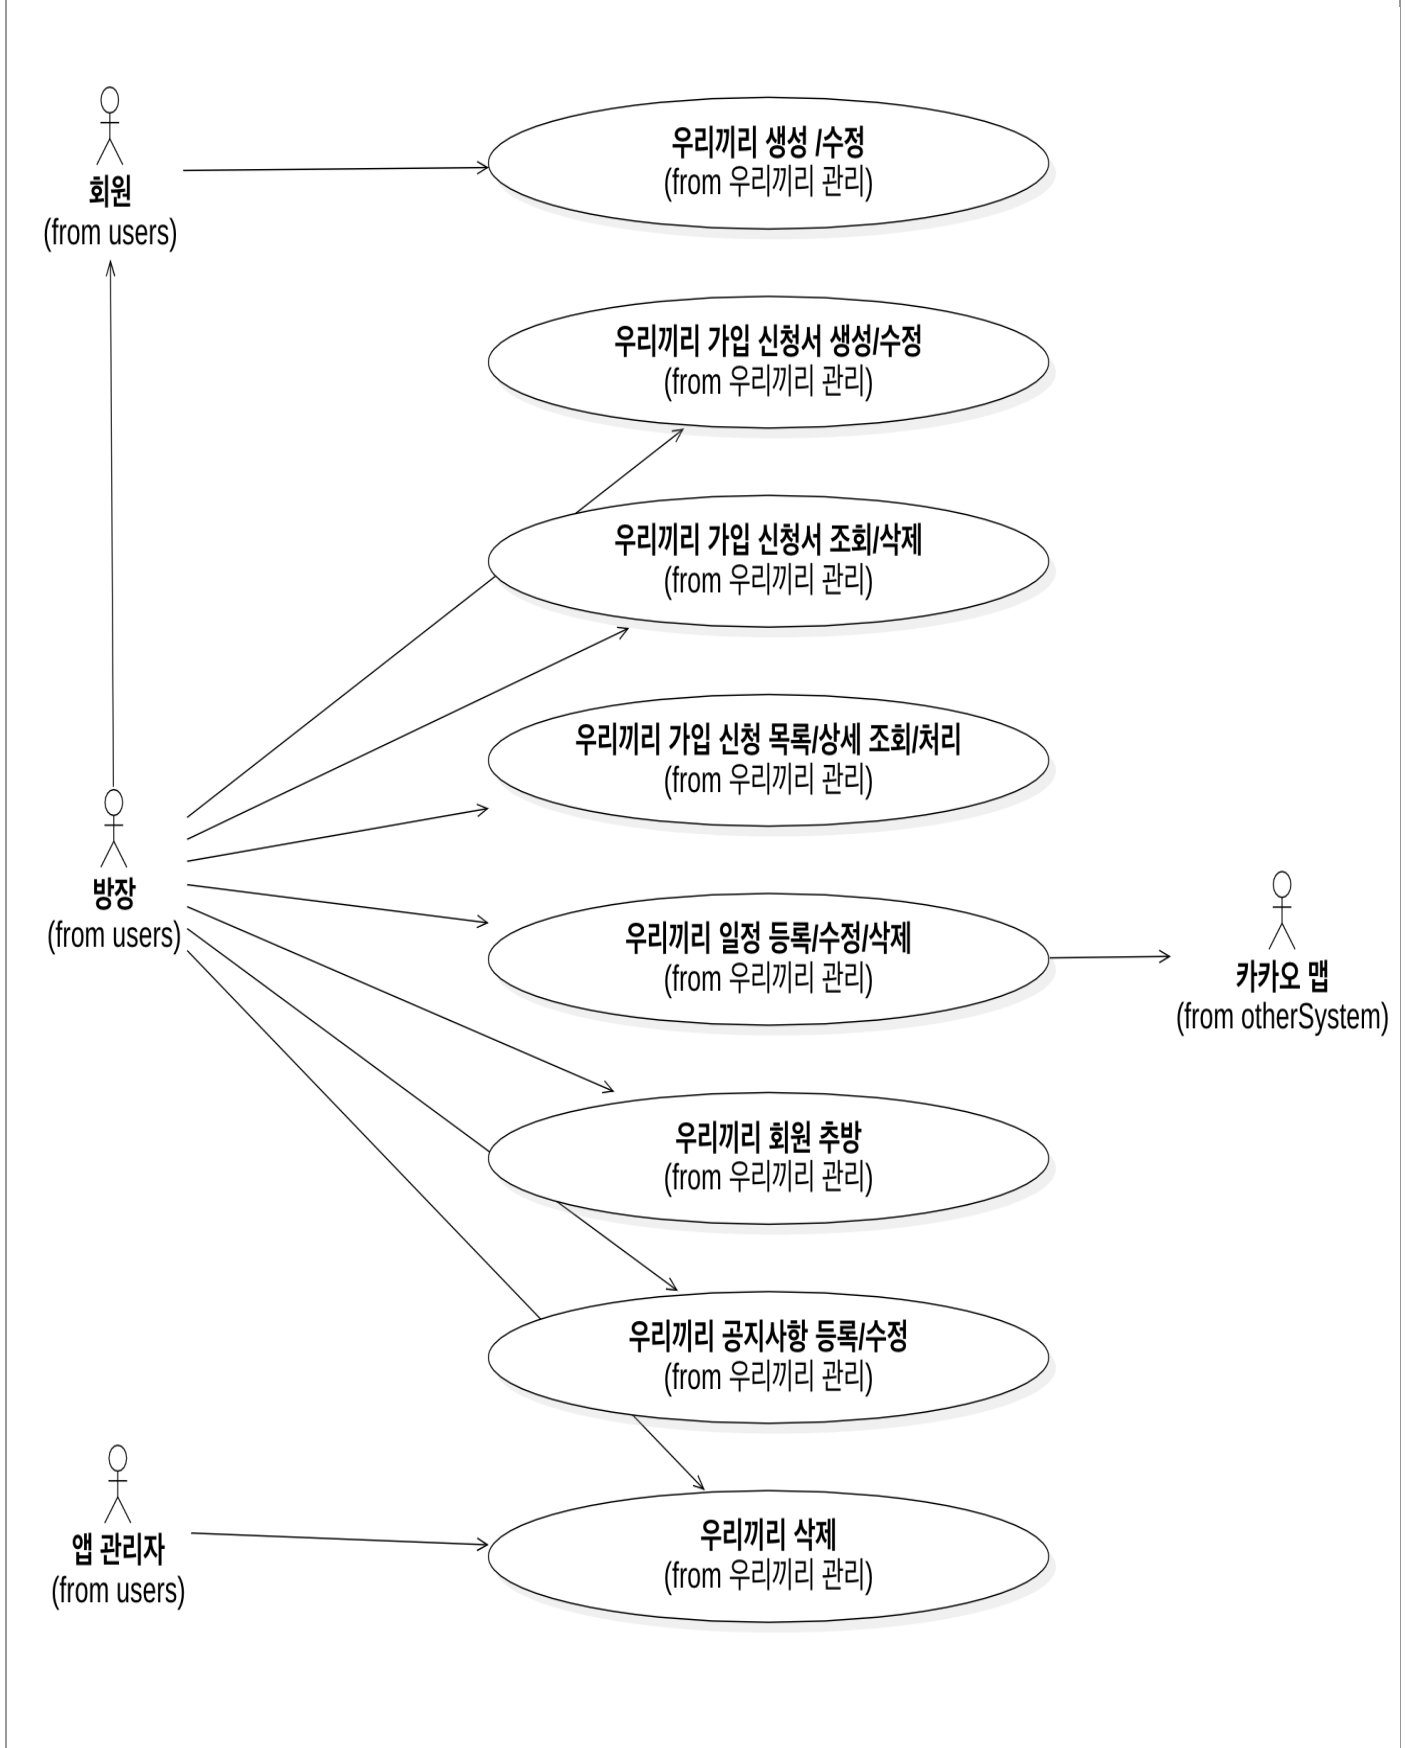 회원
(from users)
우리끼리 생성 /수정
(from 우리끼리 관리)
우리끼리 가입 신청서 생성/수정
(from 우리끼리 관리)
우리끼리 가입 신청서 조회/삭제
(from 우리끼리 관리)
우리끼리 가입 신청 목록/상세 조회/처리
(from 우리끼리 관리)
방장
(from users)
우리끼리 일정 등록/수정/삭제
(from 우리끼리 관리)
카카오 맵
(from otherSystem)
우리끼리 회원 추방
(from 우리끼리 관리)
우리끼리 공지사항 등록/수정
(from 우리끼리 관리)
앱 관리자
(from users)
우리끼리 삭제
(from 우리끼리 관리)